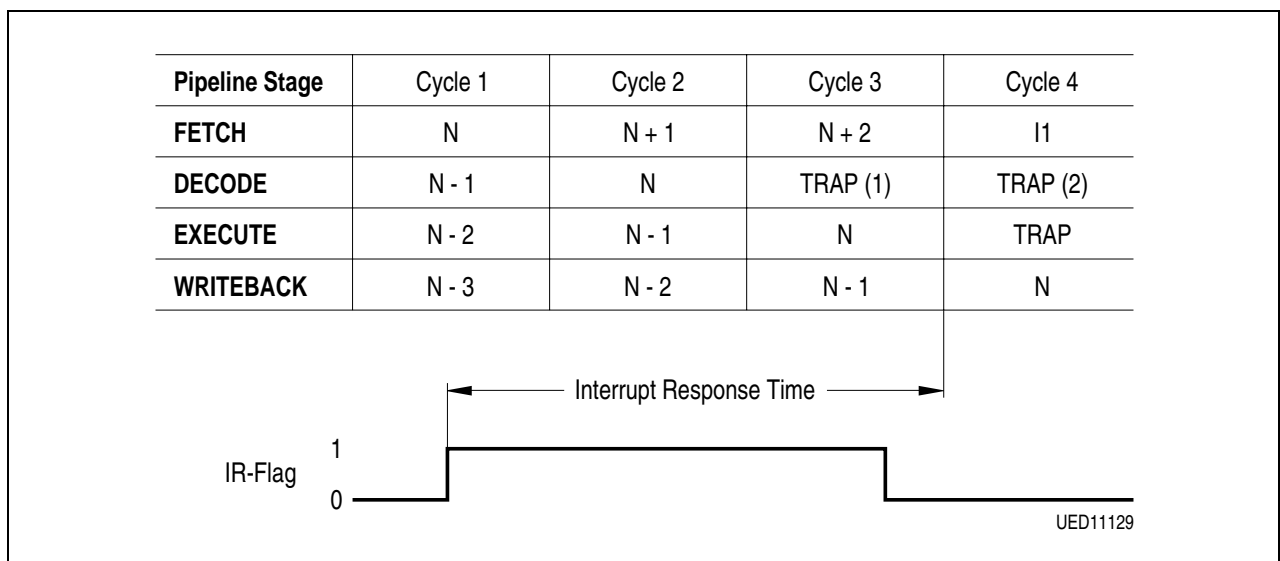 Pipeline Stage Cycle 1 Cycle 2 Cycle 3 Cycle 4
FETCH N N + 1 N + 2 I1
DECODE N - 1 N TRAP (1) TRAP (2)
EXECUTE N - 2 N - 1 N TRAP
WRITEBACK N - 3 N - 2 N - 1 N
Interrupt Response Time
1
IR-Flag
0
UED11129